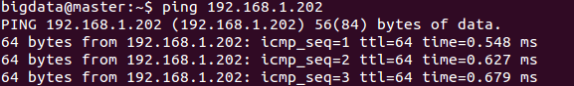 bigdata@master:~$ ping 192.168.1.202
PING 192.168.1.202 (192.168.1.202) 56(84) bytes of data.
64 bytes from 192.168.1.202: icmp_seq=1 ttl=64 time=0.548 ms
64 bytes from 192.168.1.202: icmp_seq=2 ttl=64 time=0.627 ms
64 bytes from 192.168.1.202: icmp_seq=3 ttl=64 time=0.679 ms